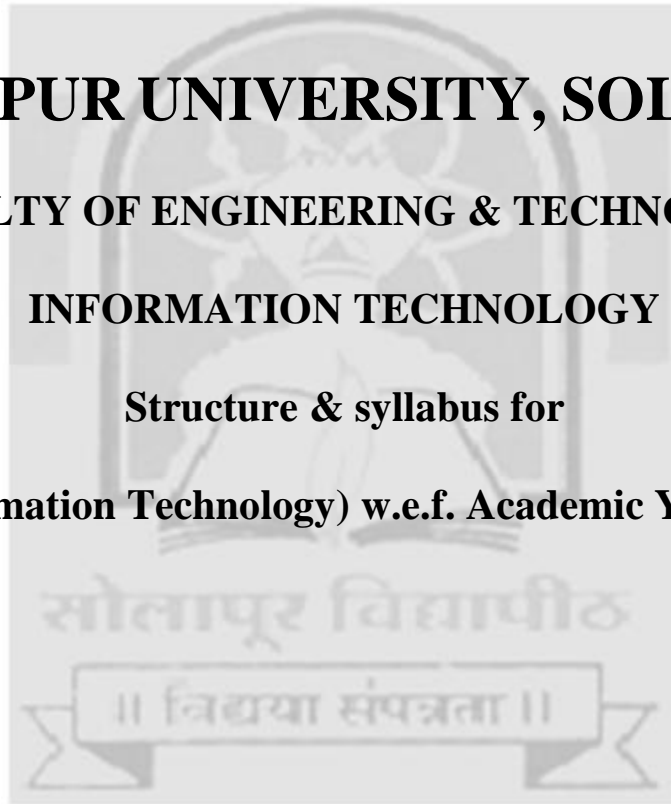 PUR UNIVERSITY, SOL
LTY OF ENGINEERING & TECHNO
INFORMATION TECHNOLOGY
Structure & syllabus for
mation Technology) w.e.f. Academic Y
सोलापूर विद्यापीठ
॥ विद्यया संपन्नता ॥